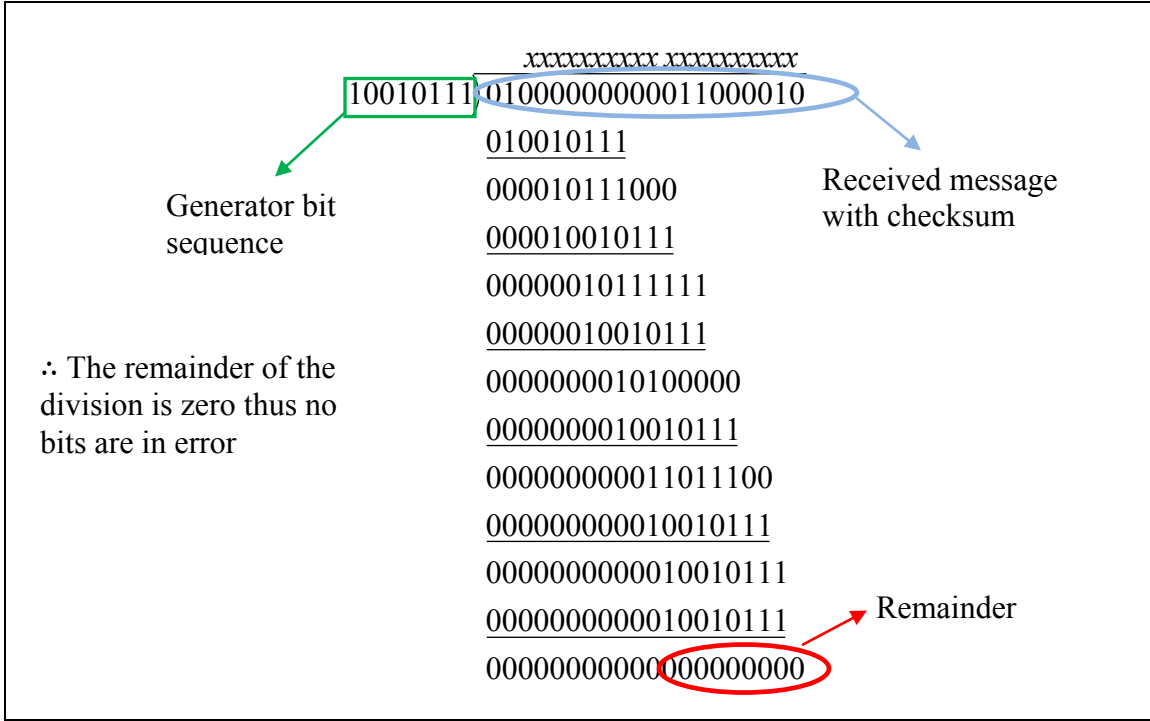 xxxxxxxxxx xxxxxxxxxx
10010111 01000000000011000010
010010111
000010111000
000010010111
00000010111111
00000010010111
0000000010100000
0000000010010111
000000000011011100
000000000010010111
0000000000010010111
0000000000010010111
00000000000000000000
Generator bit
sequence
Received message
with checksum
∴ The remainder of the
division is zero thus no
bits are in error
Remainder